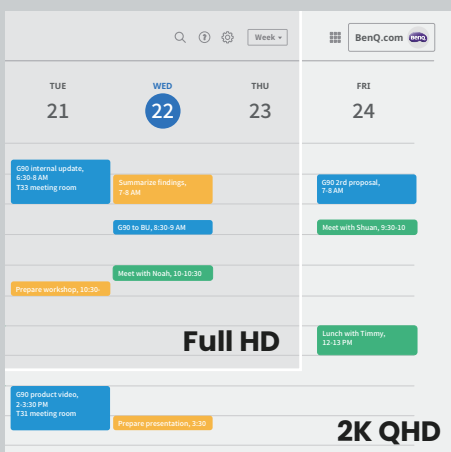 ?
Week
BenQ.com
BenQ
TUE
WED
THU
FRI
21
22
23
24
G90 internal update,
6:30-8 AM
T33 meeting room
Summarize findings,
7-8 AM
G90 2rd proposal,
7-8 AM
G90 to BU, 8:30-9 AM
Meet with Shuan, 9:30-10
Meet with Noah, 10-10:30
Prepare workshop, 10:30-
Lunch with Timmy,
12-13 PM
Full HD
G90 product video,
2-3:30 PM
T31 meeting room
Prepare presentation, 3:30
2K QHD